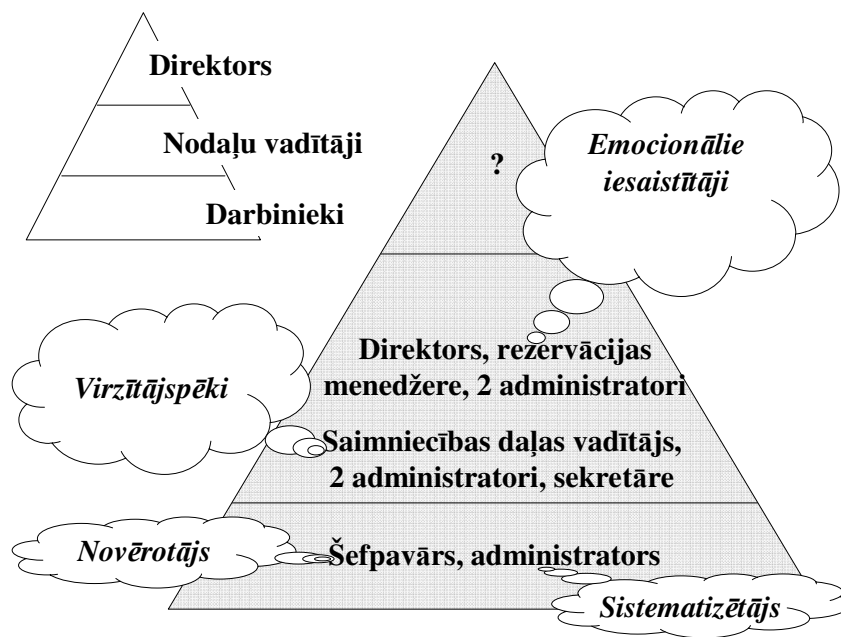 Direktors
Nodaļu vadītāji
Darbinieki
?
Emocionālie
iesaistītāji
Direktors, rezervācijas
menedžere, 2 administratori
Virzītājspēki
Saimniecības daļas vadītājs,
2 administratori, sekretāre
Novērotājs
Šefpavārs, administrators
Sistematizētājs